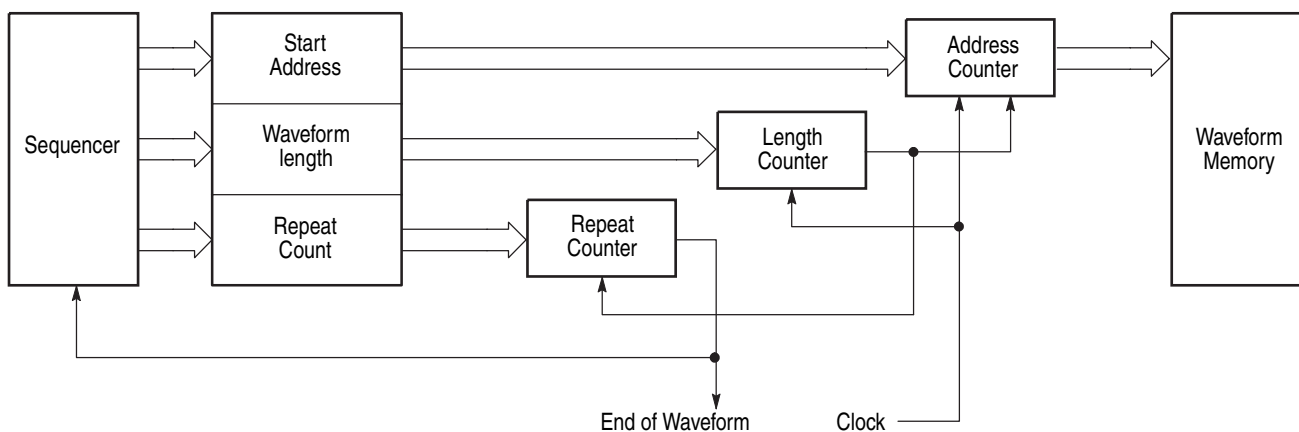 Sequencer
Start
Address
Waveform
length
Repeat
Count
Repeat
Counter
Length
Counter
Address
Counter
Waveform
Memory
End of Waveform
Clock